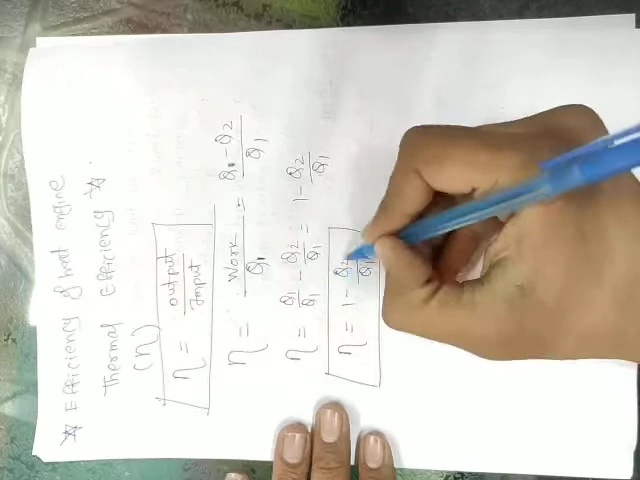 ☆ Efficiency of heat engine
Thermal Efficiency ☆.
(η)
η = output/Input
η = Work/Q1 = Q1-Q2/Q1
η = Q1/Q1 - Q2/Q1 = 1 - Q2/Q1
η = 1 - Q2/Q1